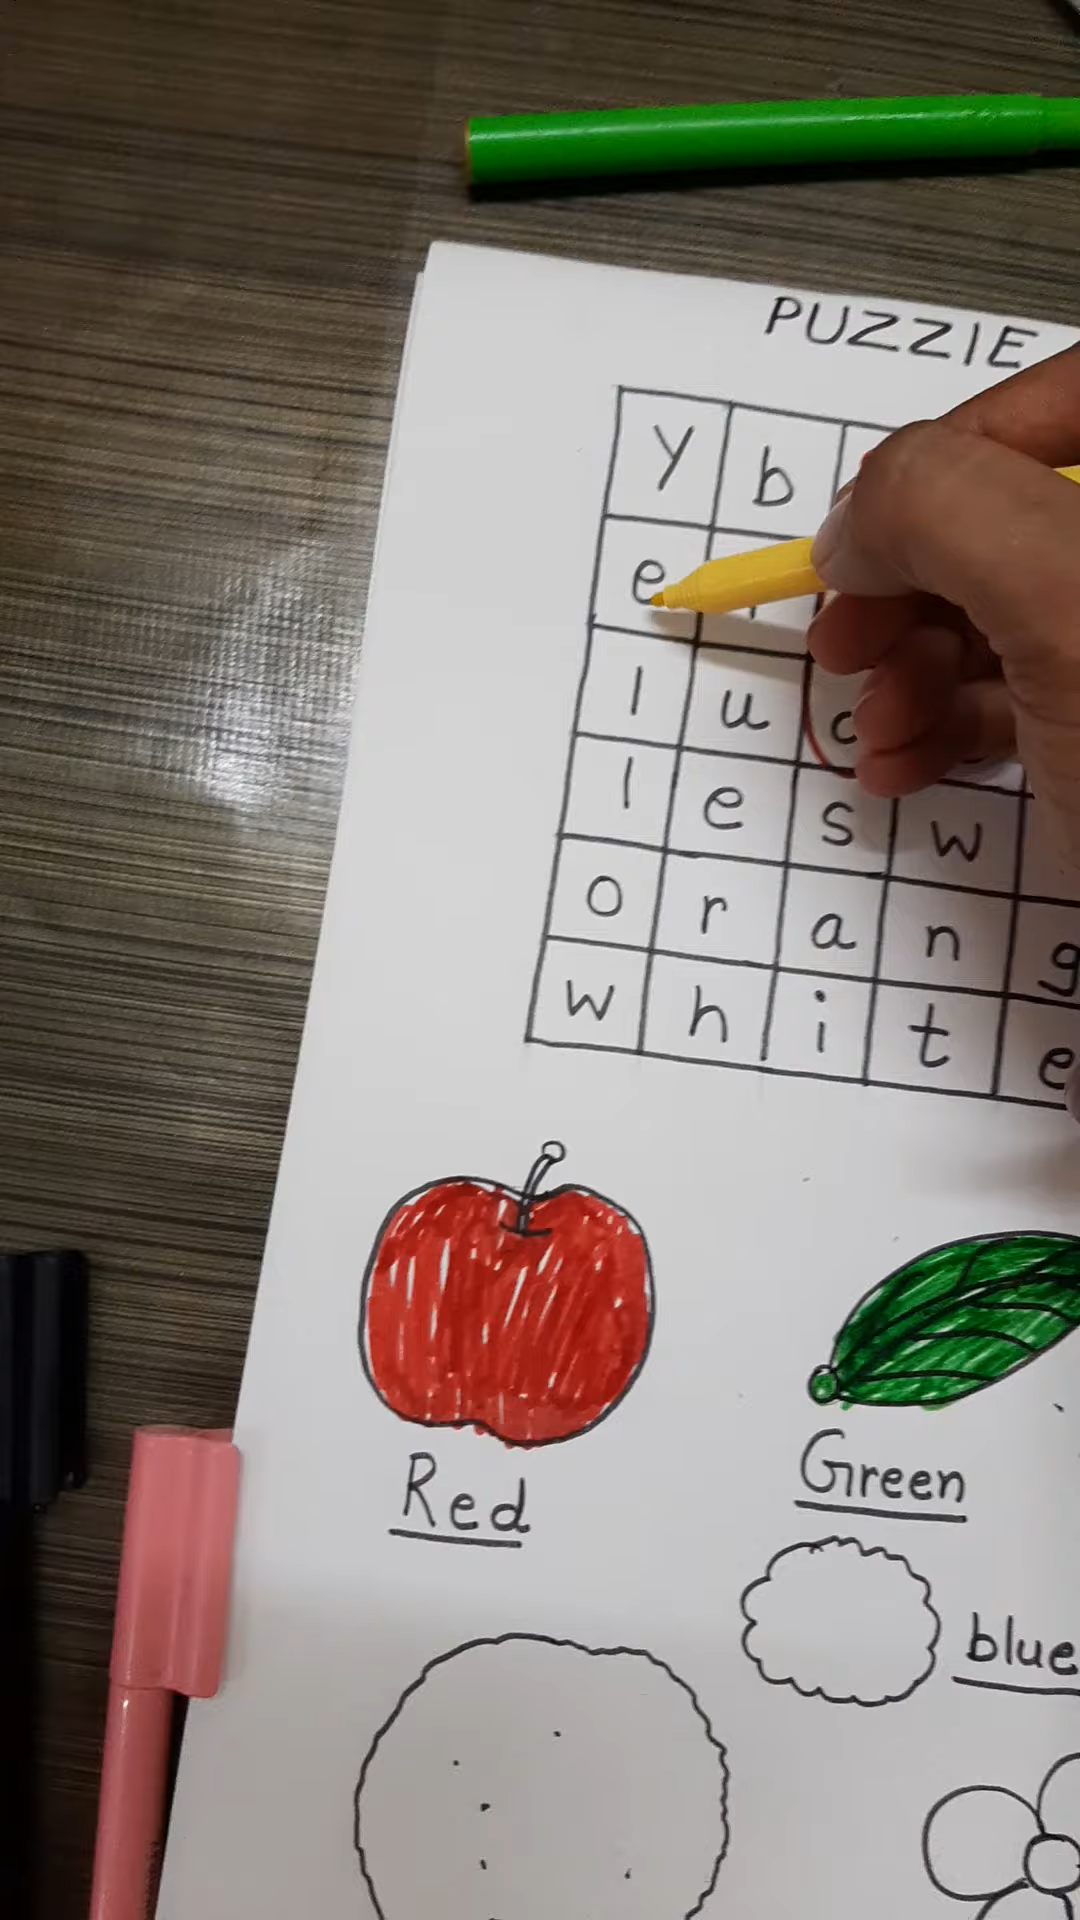 PUZZIE
y b
e
l u
l e s w
o r a n g
w h i t e
Red
Green
blue